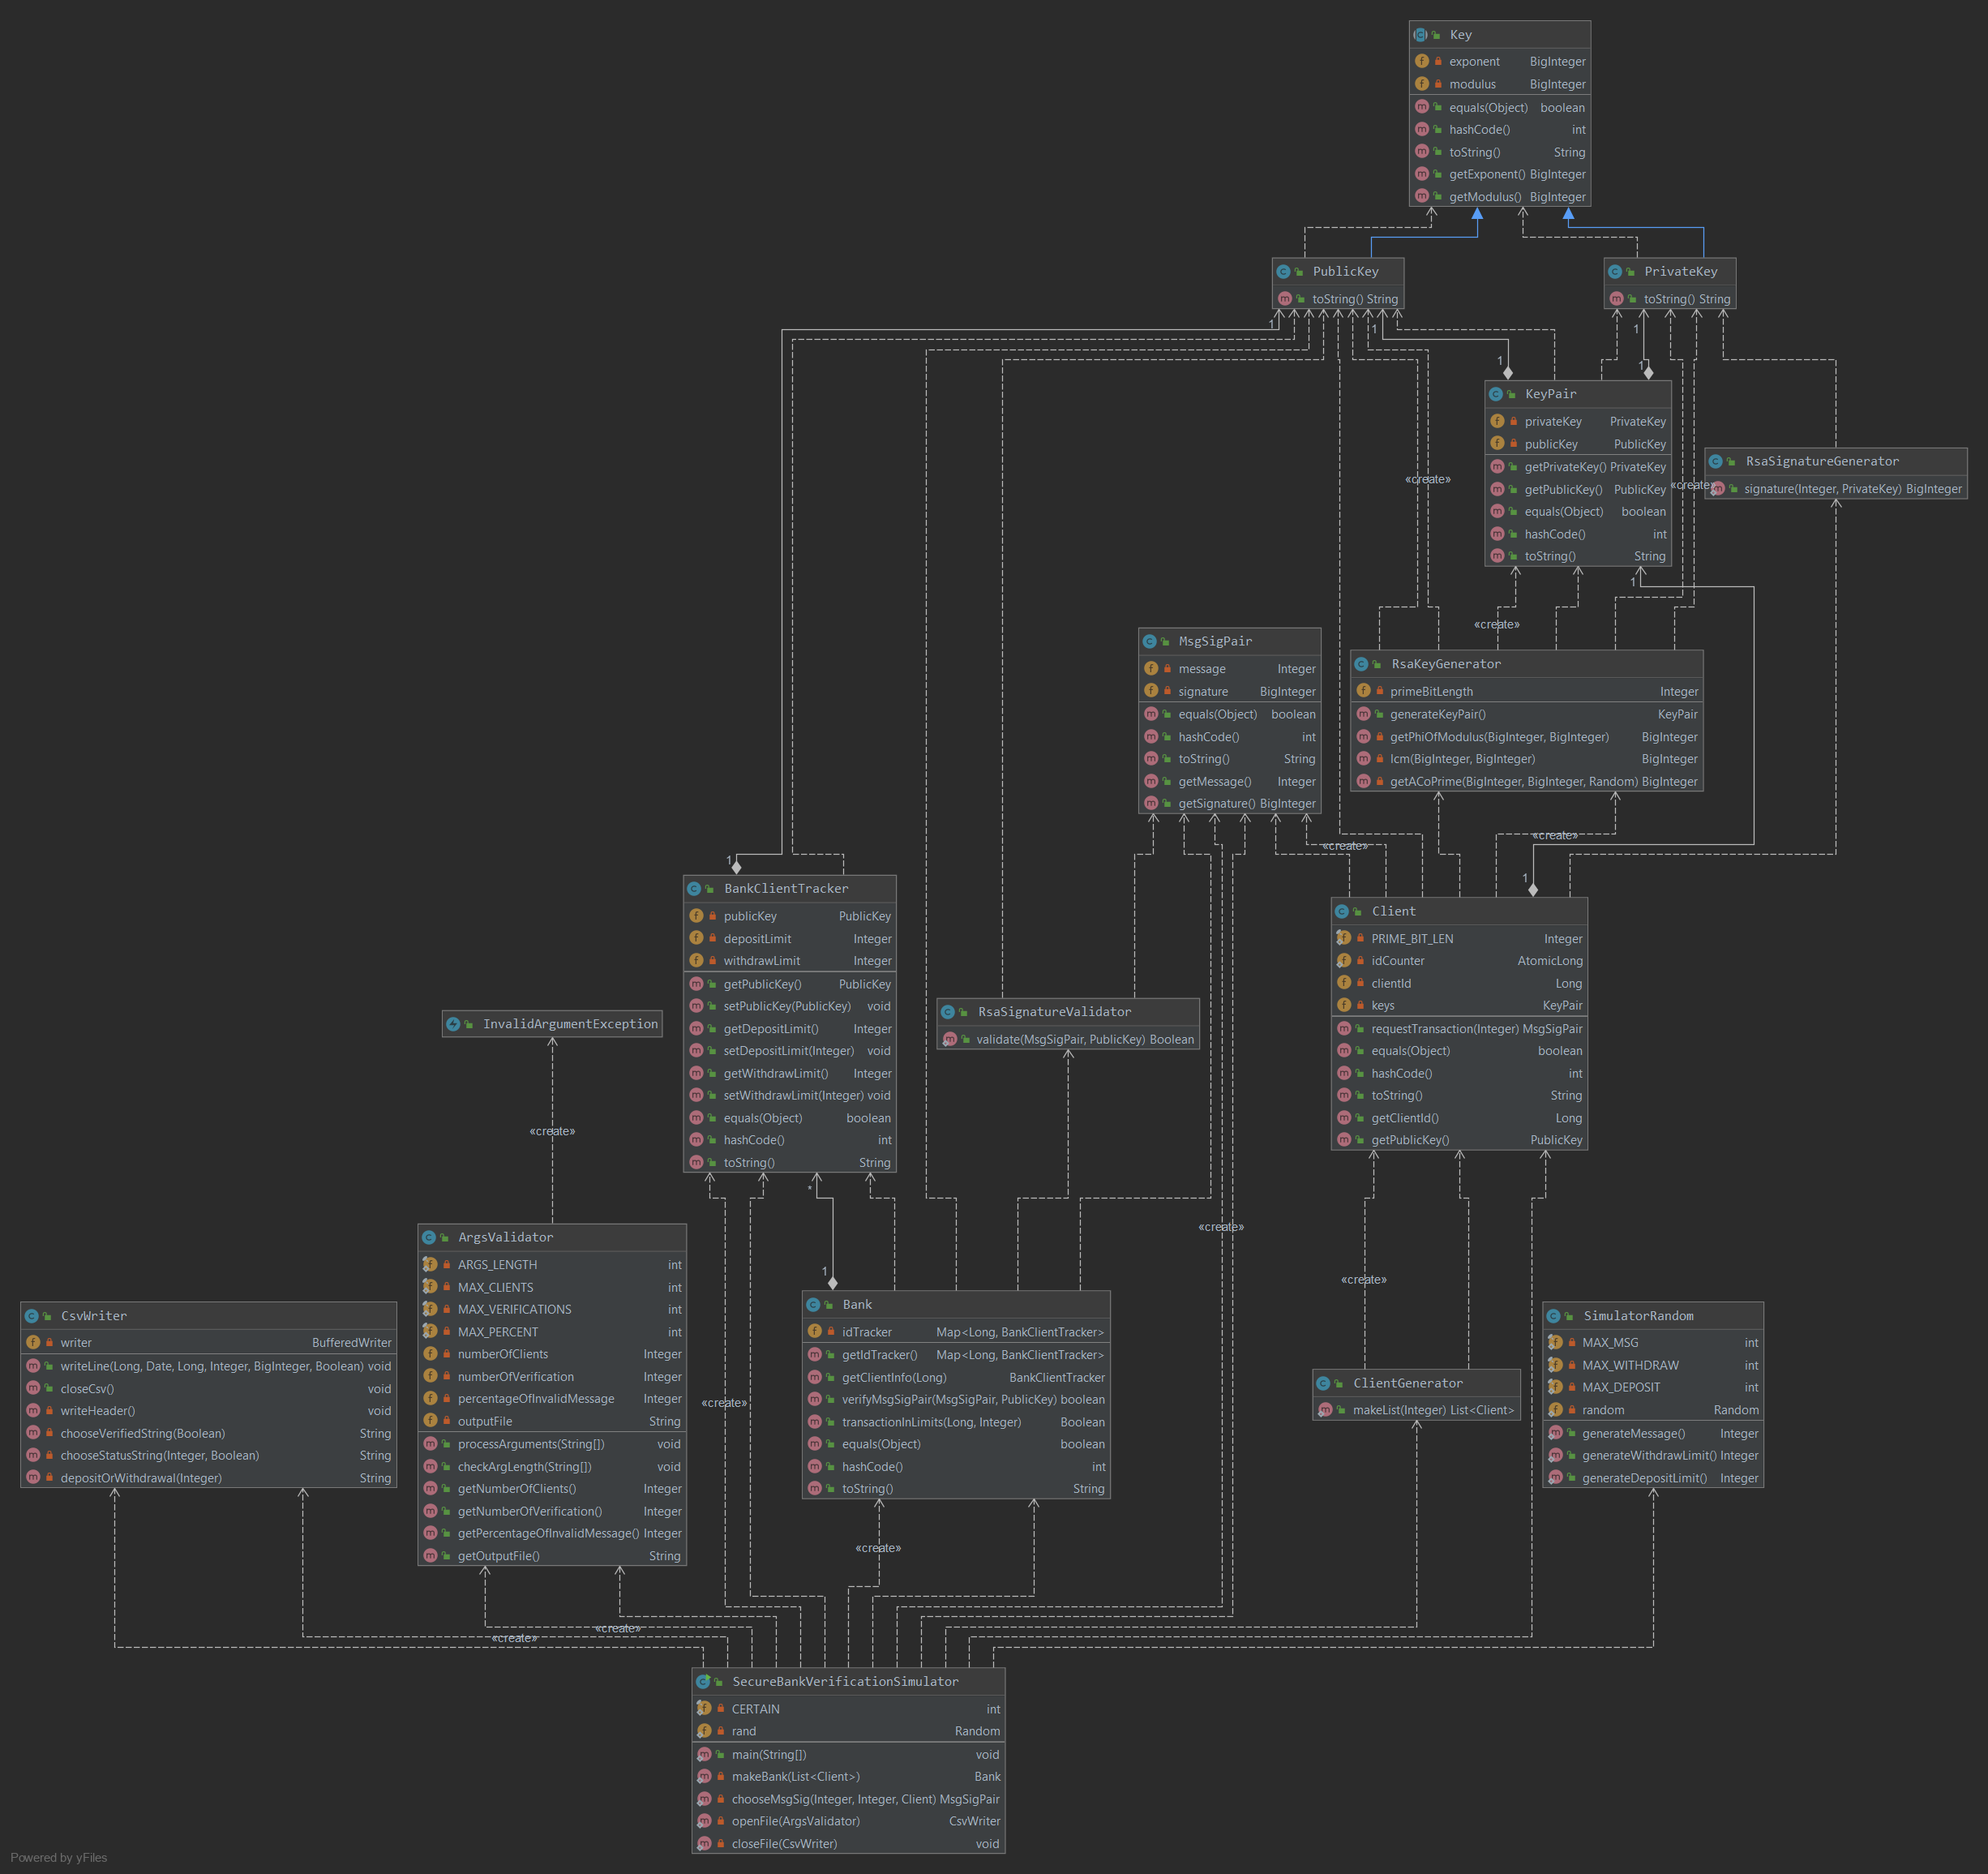 Key
exponent BigInteger
modulus BigInteger
equals(Object) boolean
hashCode() int
toString() String
getExponent() BigInteger
getModulus() BigInteger
PublicKey
toString() String
PrivateKey
toString() String
1
1
1
1
1
KeyPair
privateKey PrivateKey
publicKey PublicKey
getPrivateKey() PrivateKey
getPublicKey() PublicKey
equals(Object) boolean
hashCode() int
toString() String
RsaSignatureGenerator
signature(Integer, PrivateKey) BigInteger
«create»
«create»
1
«create»
MsgSigPair
message Integer
signature BigInteger
equals(Object) boolean
hashCode() int
toString() String
getMessage() Integer
getSignature() BigInteger
RsaKeyGenerator
primeBitLength Integer
generateKeyPair() KeyPair
getPhiOfModulus(BigInteger, BigInteger) BigInteger
lcm(BigInteger, BigInteger) BigInteger
getACoPrime(BigInteger, BigInteger, Random) BigInteger
«create»
«create»
1
1
BankClientTracker
publicKey PublicKey
depositLimit Integer
withdrawLimit Integer
getPublicKey() PublicKey
setPublicKey(PublicKey) void
getDepositLimit() Integer
setDepositLimit(Integer) void
getWithdrawLimit() Integer
setWithdrawLimit(Integer) void
equals(Object) boolean
hashCode() int
toString() String
Client
PRIME_BIT_LEN Integer
idCounter AtomicLong
clientId Long
keys KeyPair
requestTransaction(Integer) MsgSigPair
equals(Object) boolean
hashCode() int
toString() String
getClientId() Long
getPublicKey() PublicKey
InvalidArgumentException
RsaSignatureValidator
validate(MsgSigPair, PublicKey) Boolean
«create»
*
«create»
1
«create»
ArgsValidator
ARGS_LENGTH int
MAX_CLIENTS int
MAX_VERIFICATIONS int
MAX_PERCENT int
numberOfClients Integer
numberOfVerification Integer
percentageOfInvalidMessage Integer
outputFile String
processArguments(String[]) void
checkArgLength(String[]) void
getNumberOfClients() Integer
getNumberOfVerification() Integer
getPercentageOfInvalidMessage() Integer
getOutputFile() String
CsvWriter
writer BufferedWriter
writeLine(Long, Date, Long, Integer, BigInteger, Boolean) void
closeCsv() void
writeHeader() void
chooseVerifiedString(Boolean) String
chooseStatusString(Integer, Boolean) String
depositOrWithdrawal(Integer) String
«create»
Bank
idTracker Map<Long, BankClientTracker>
getIdTracker() Map<Long, BankClientTracker>
getClientInfo(Long) BankClientTracker
verifyMsgSigPair(MsgSigPair, PublicKey) boolean
transactionInLimits(Long, Integer) Boolean
equals(Object) boolean
hashCode() int
toString() String
ClientGenerator
makeList(Integer) List<Client>
SimulatorRandom
MAX_MSG int
MAX_WITHDRAW int
MAX_DEPOSIT int
random Random
generateMessage() Integer
generateWithdrawLimit() Integer
generateDepositLimit() Integer
«create»
«create»
«create»
SecureBankVerificationSimulator
CERTAIN int
rand Random
main(String[]) void
makeBank(List<Client>) Bank
chooseMsgSig(Integer, Integer, Client) MsgSigPair
openFile(ArgsValidator) CsvWriter
closeFile(CsvWriter) void
Powered by yFiles